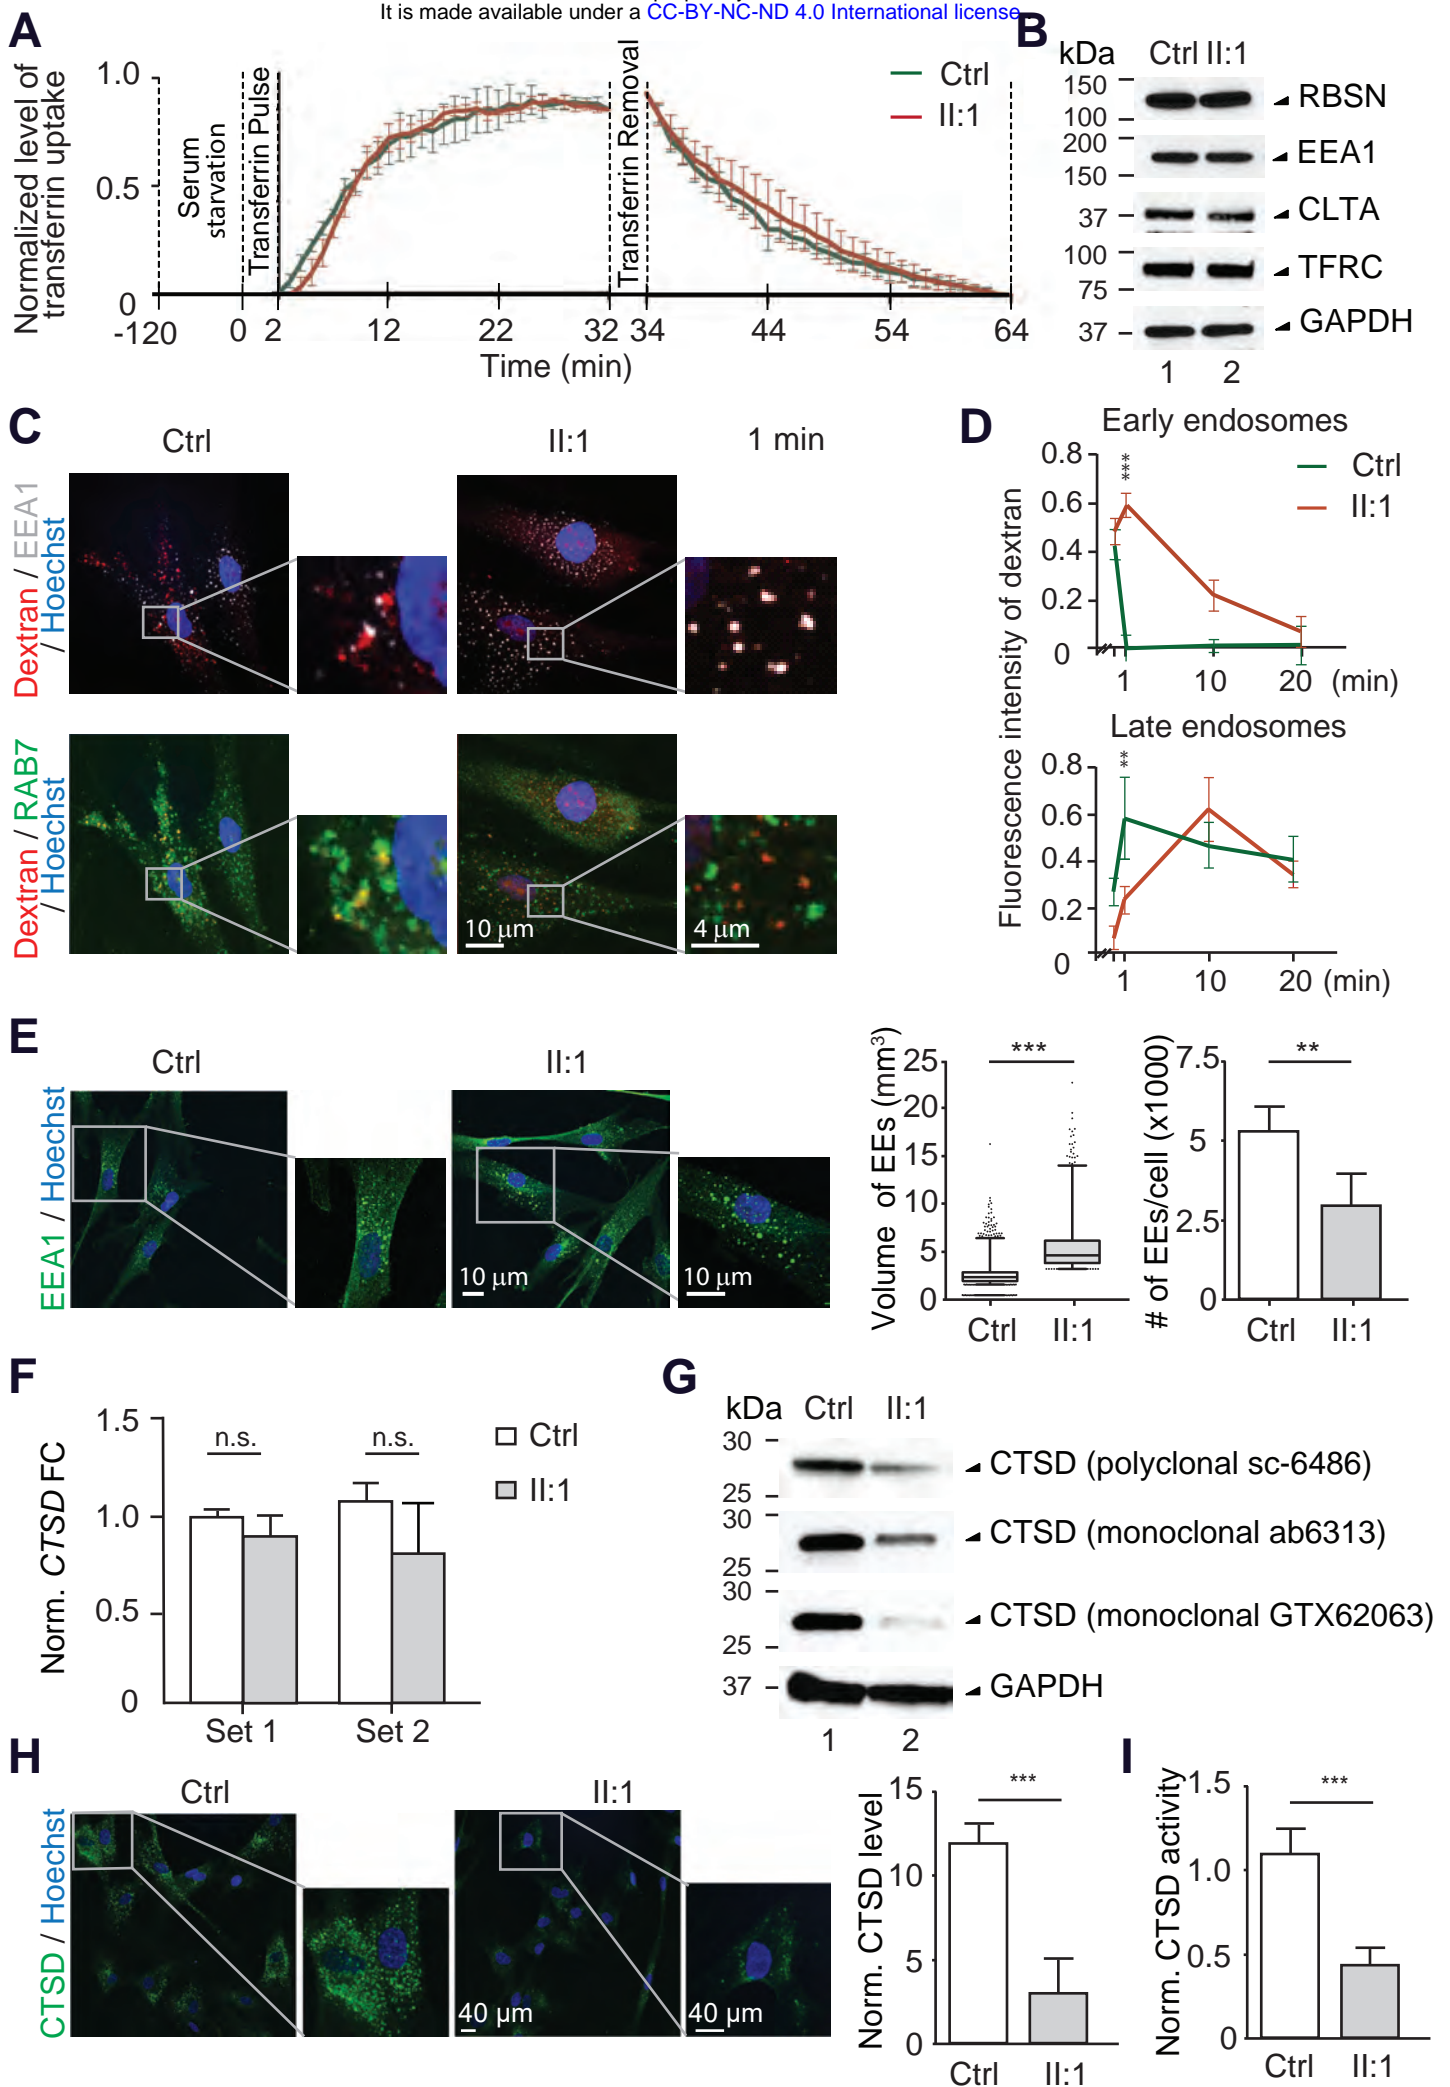 It is made available under a CC-BY-NC-ND 4.0 International license
A
Normalized level of
transferrin uptake
1.0
0.5
0
Serum
starvation
Transferrin Pulse
Transferrin Removal
Ctrl
II:1
-120 0 2 12 22 32 34 44 54 64
Time (min)
B
kDa Ctrl II:1
150
100
RBSN
200
150
EEA1
37
CLTA
100
75
TFRC
37
GAPDH
1 2
C
Ctrl II:1 1 min
Dextran / EEA1
/ Hoechst
Dextran / RAB7
/ Hoechst
10 μm
4 μm
D
Early endosomes
Fluorescence intensity of dextran
0.8
0.6
0.4
0.2
0
***
Ctrl
II:1
1 10 20 (min)
Late endosomes
0.8
0.6
0.4
0.2
0
**
1 10 20 (min)
E
Ctrl II:1
EEA1 / Hoechst
10 μm
10 μm
Volume of EEs (mm3)
25
20
15
10
5
0
***
Ctrl II:1
# of EEs/cell (x1000)
7.5
5
2.5
0
**
Ctrl II:1
F
Norm. CTSD FC
1.5
1.0
0.5
0
n.s. n.s.
Ctrl
II:1
Set 1 Set 2
G
kDa Ctrl II:1
30
25
CTSD (polyclonal sc-6486)
30
25
CTSD (monoclonal ab6313)
30
25
CTSD (monoclonal GTX62063)
37
GAPDH
1 2
H
Ctrl II:1
CTSD / Hoechst
40 μm
40 μm
Norm. CTSD level
15
10
5
0
***
Ctrl II:1
I
Norm. CTSD activity
1.5
1.0
0.5
0
***
Ctrl II:1